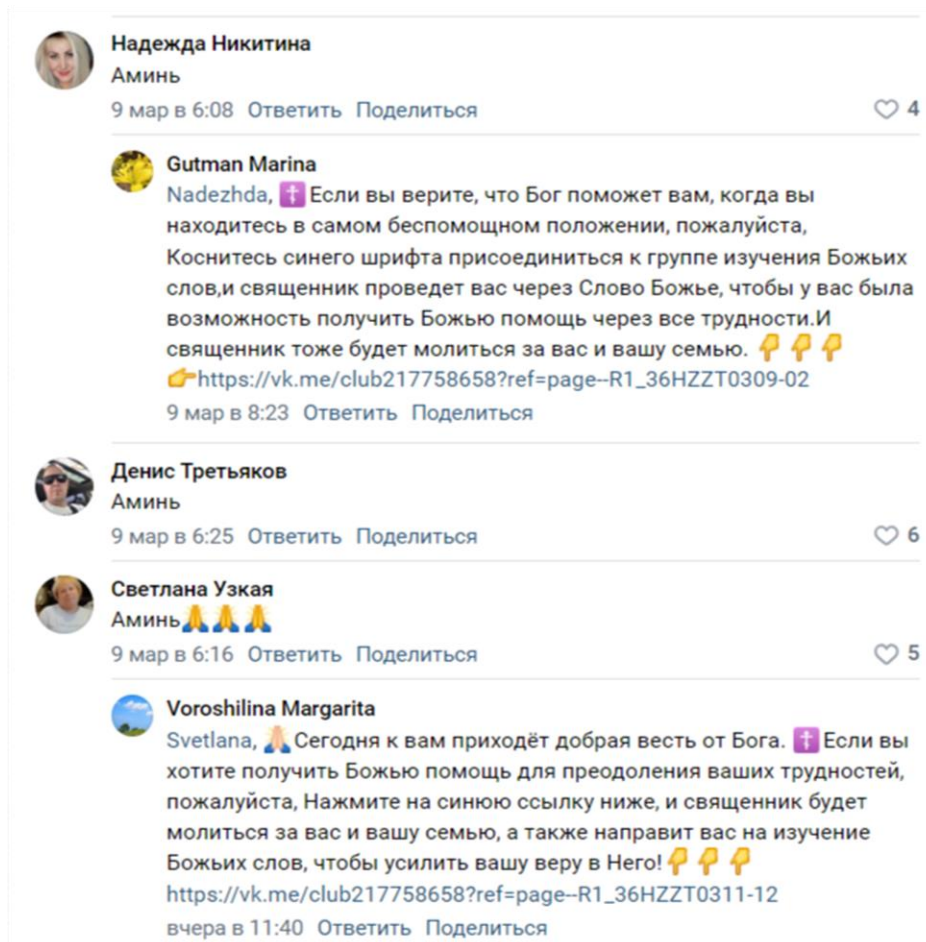 Надежда Никитина
Аминь
9 мар в 6:08 Ответить Поделиться 4
Gutman Marina
Nadezhda, ✝️Если вы верите, что Бог поможет вам, когда вы
находитесь в самом беспомощном положении, пожалуйста,
Коснитесь синего шрифта присоединиться к группе изучения Божьих
слов,и священник проведет вас через Слово Божье, чтобы у вас была
возможность получить Божью помощь через все трудности.И
священник тоже будет молиться за вас и вашу семью. 👇👇👇
👉https://vk.me/club217758658?ref=page--R1_36HZZT0309-02
9 мар в 8:23 Ответить Поделиться
Денис Третьяков
Аминь
9 мар в 6:25 Ответить Поделиться 6
Светлана Узкая
Аминь🙏🙏🙏
9 мар в 6:16 Ответить Поделиться 5
Voroshilina Margarita
Svetlana, 🙏Сегодня к вам приходёт добрая весть от Бога. ✝️Если вы
хотите получить Божью помощь для преодоления ваших трудностей,
пожалуйста, Нажмите на синюю ссылку ниже, и священник будет
молиться за вас и вашу семью, а также направит вас на изучение
Божьих слов, чтобы усилить вашу веру в Него!👇👇👇
https://vk.me/club217758658?ref=page--R1_36HZZT0311-12
вчера в 11:40 Ответить Поделиться